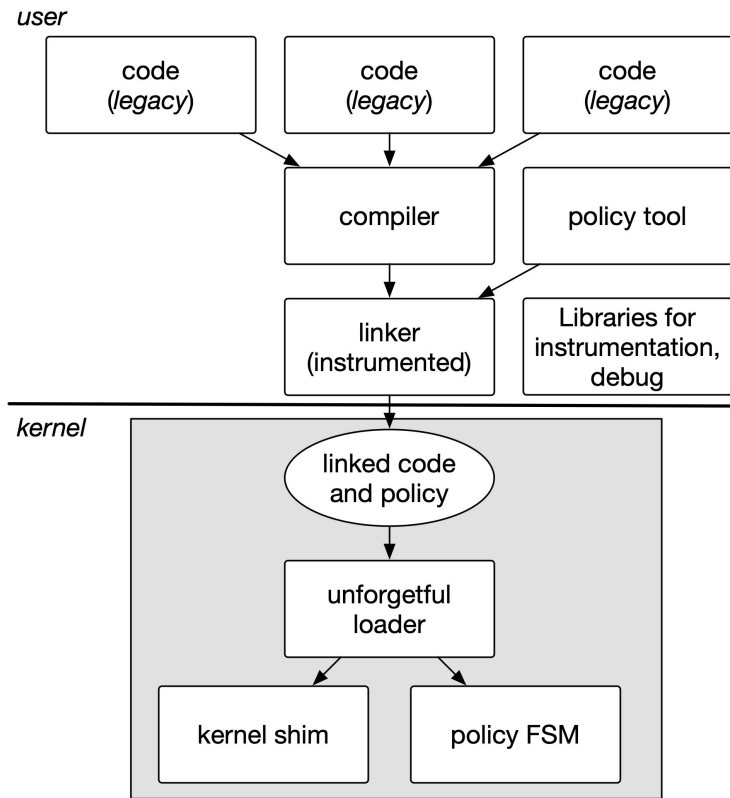 user
code
(legacy)
code
(legacy)
code
(legacy)
compiler
policy tool
linker
(instrumented)
Libraries for
instrumentation,
debug
kernel
linked code
and policy
unforgetful
loader
kernel shim
policy FSM